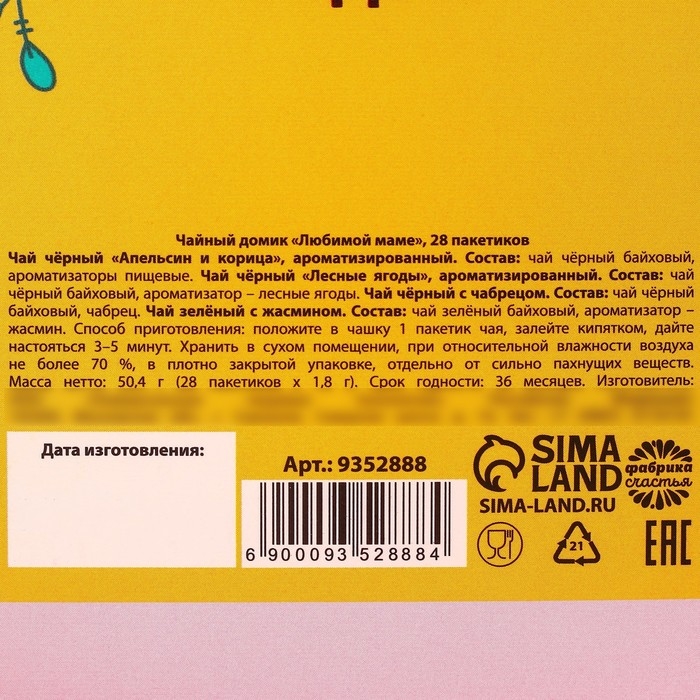 Чайный домик «Любимой маме», 28 пакетиков
Чай чёрный «Апельсин и корица», ароматизированный. Состав: чай чёрный байховый,
ароматизаторы пищевые. Чай чёрный «Лесные ягоды», ароматизированный. Состав: чай
чёрный байховый, ароматизатор – лесные ягоды. Чай чёрный с чабрецом. Состав: чай чёрный
байховый, чабрец. Чай зелёный с жасмином. Состав: чай зелёный байховый, ароматизатор –
жасмин. Способ приготовления: положите в чашку 1 пакетик чая, залейте кипятком, дайте
настояться 3–5 минут. Хранить в сухом помещении, при относительной влажности воздуха
не более 70 %, в плотно закрытой упаковке, отдельно от сильно пахнущих веществ.
Масса нетто: 50,4 г (28 пакетиков х 1,8 г). Срок годности: 36 месяцев. Изготовитель:
Дата изготовления:
Арт.: 9352888
6 900093 528884
SIMA
LAND
SIMA-LAND.RU
фабрика
счастья
21
EAC